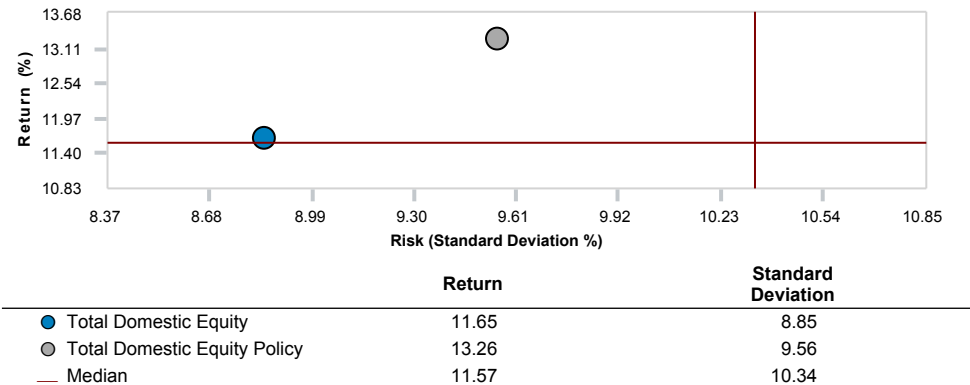 13.68
13.11
12.54
11.97
11.40
10.83
Return (%)
8.37 8.68 8.99 9.30 9.61 9.92 10.23 10.54 10.85
Risk (Standard Deviation %)
Return Standard Deviation
Total Domestic Equity 11.65 8.85
Total Domestic Equity Policy 13.26 9.56
Median 11.57 10.34